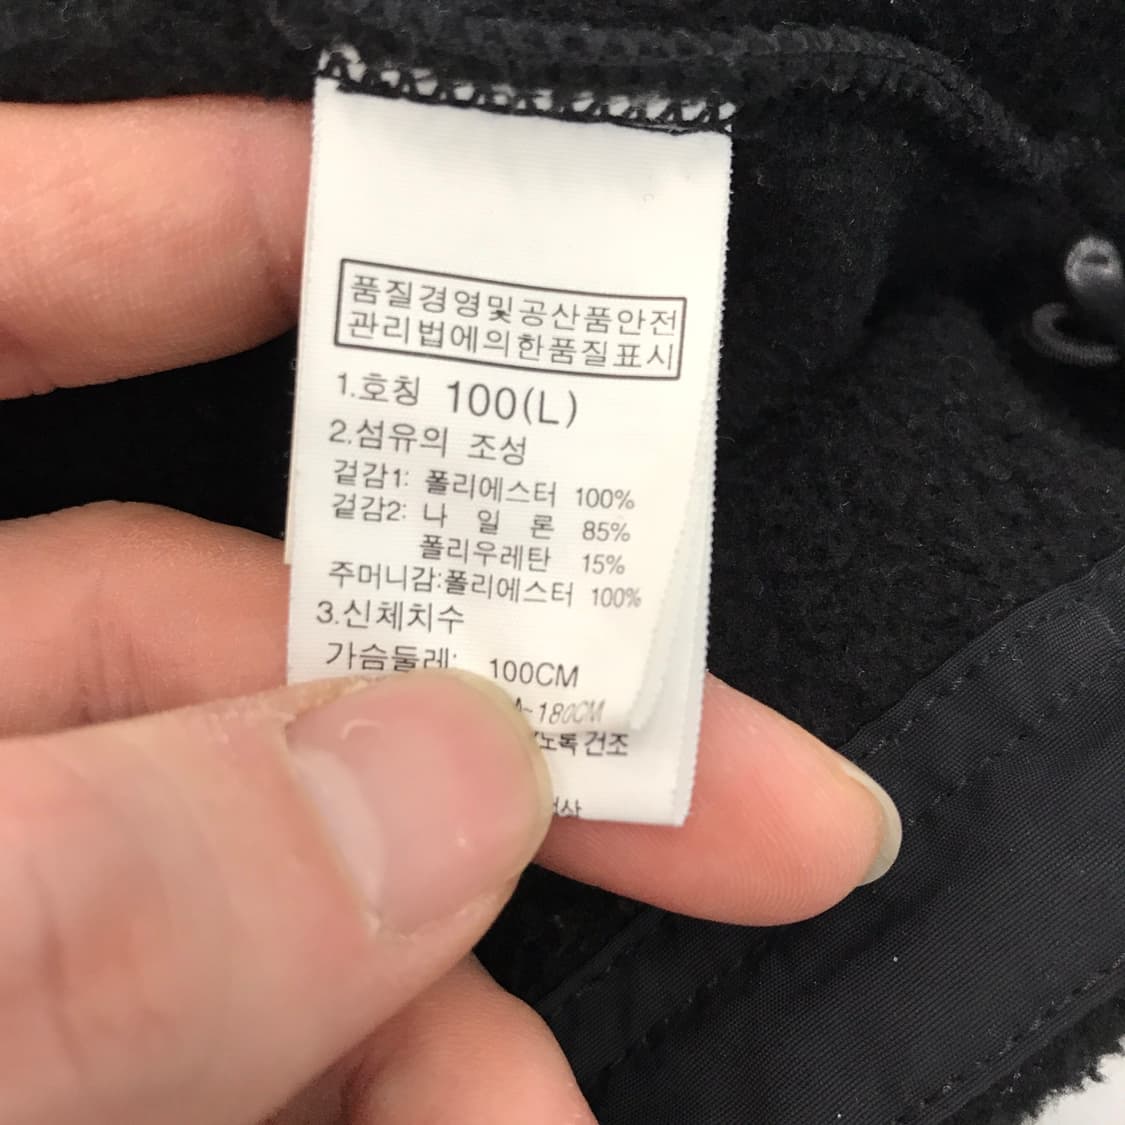 품질경영및공산품안전
관리법에의한품질표시
1.호칭 100(L)
2.섬유의 조성
겉감1: 폴리에스터 100%
겉감2: 나 일 론 85%
폴리우레탄 15%
주머니감:폴리에스터 100%
3.신체치수
가슴둘레: 100CM
~180CM
건조